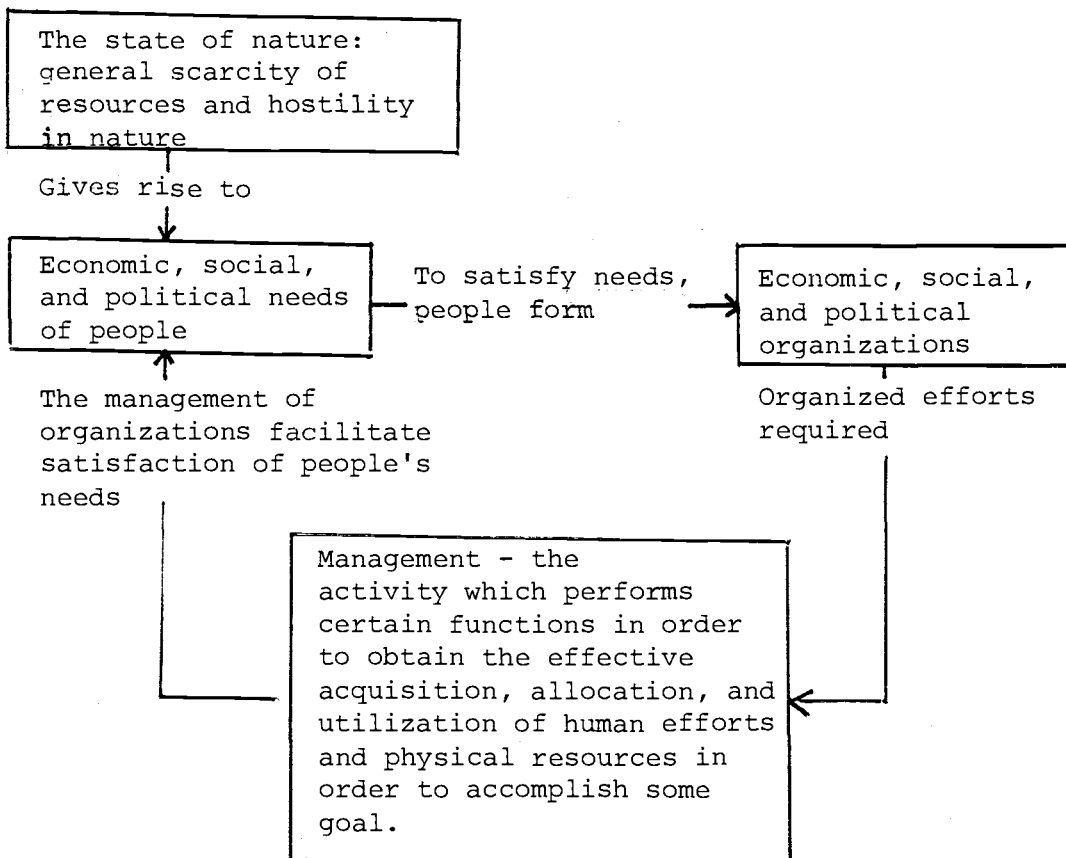 The state of nature:
general scarcity of
resources and hostility
in nature
Gives rise to
Economic, social,
and political needs
of people
To satisfy needs,
people form
Economic, social,
and political
organizations
The management of
organizations facilitate
satisfaction of people's
needs
Organized efforts
required
Management - the
activity which performs
certain functions in order
to obtain the effective
acquisition, allocation, and
utilization of human efforts
and physical resources in
order to accomplish some
goal.